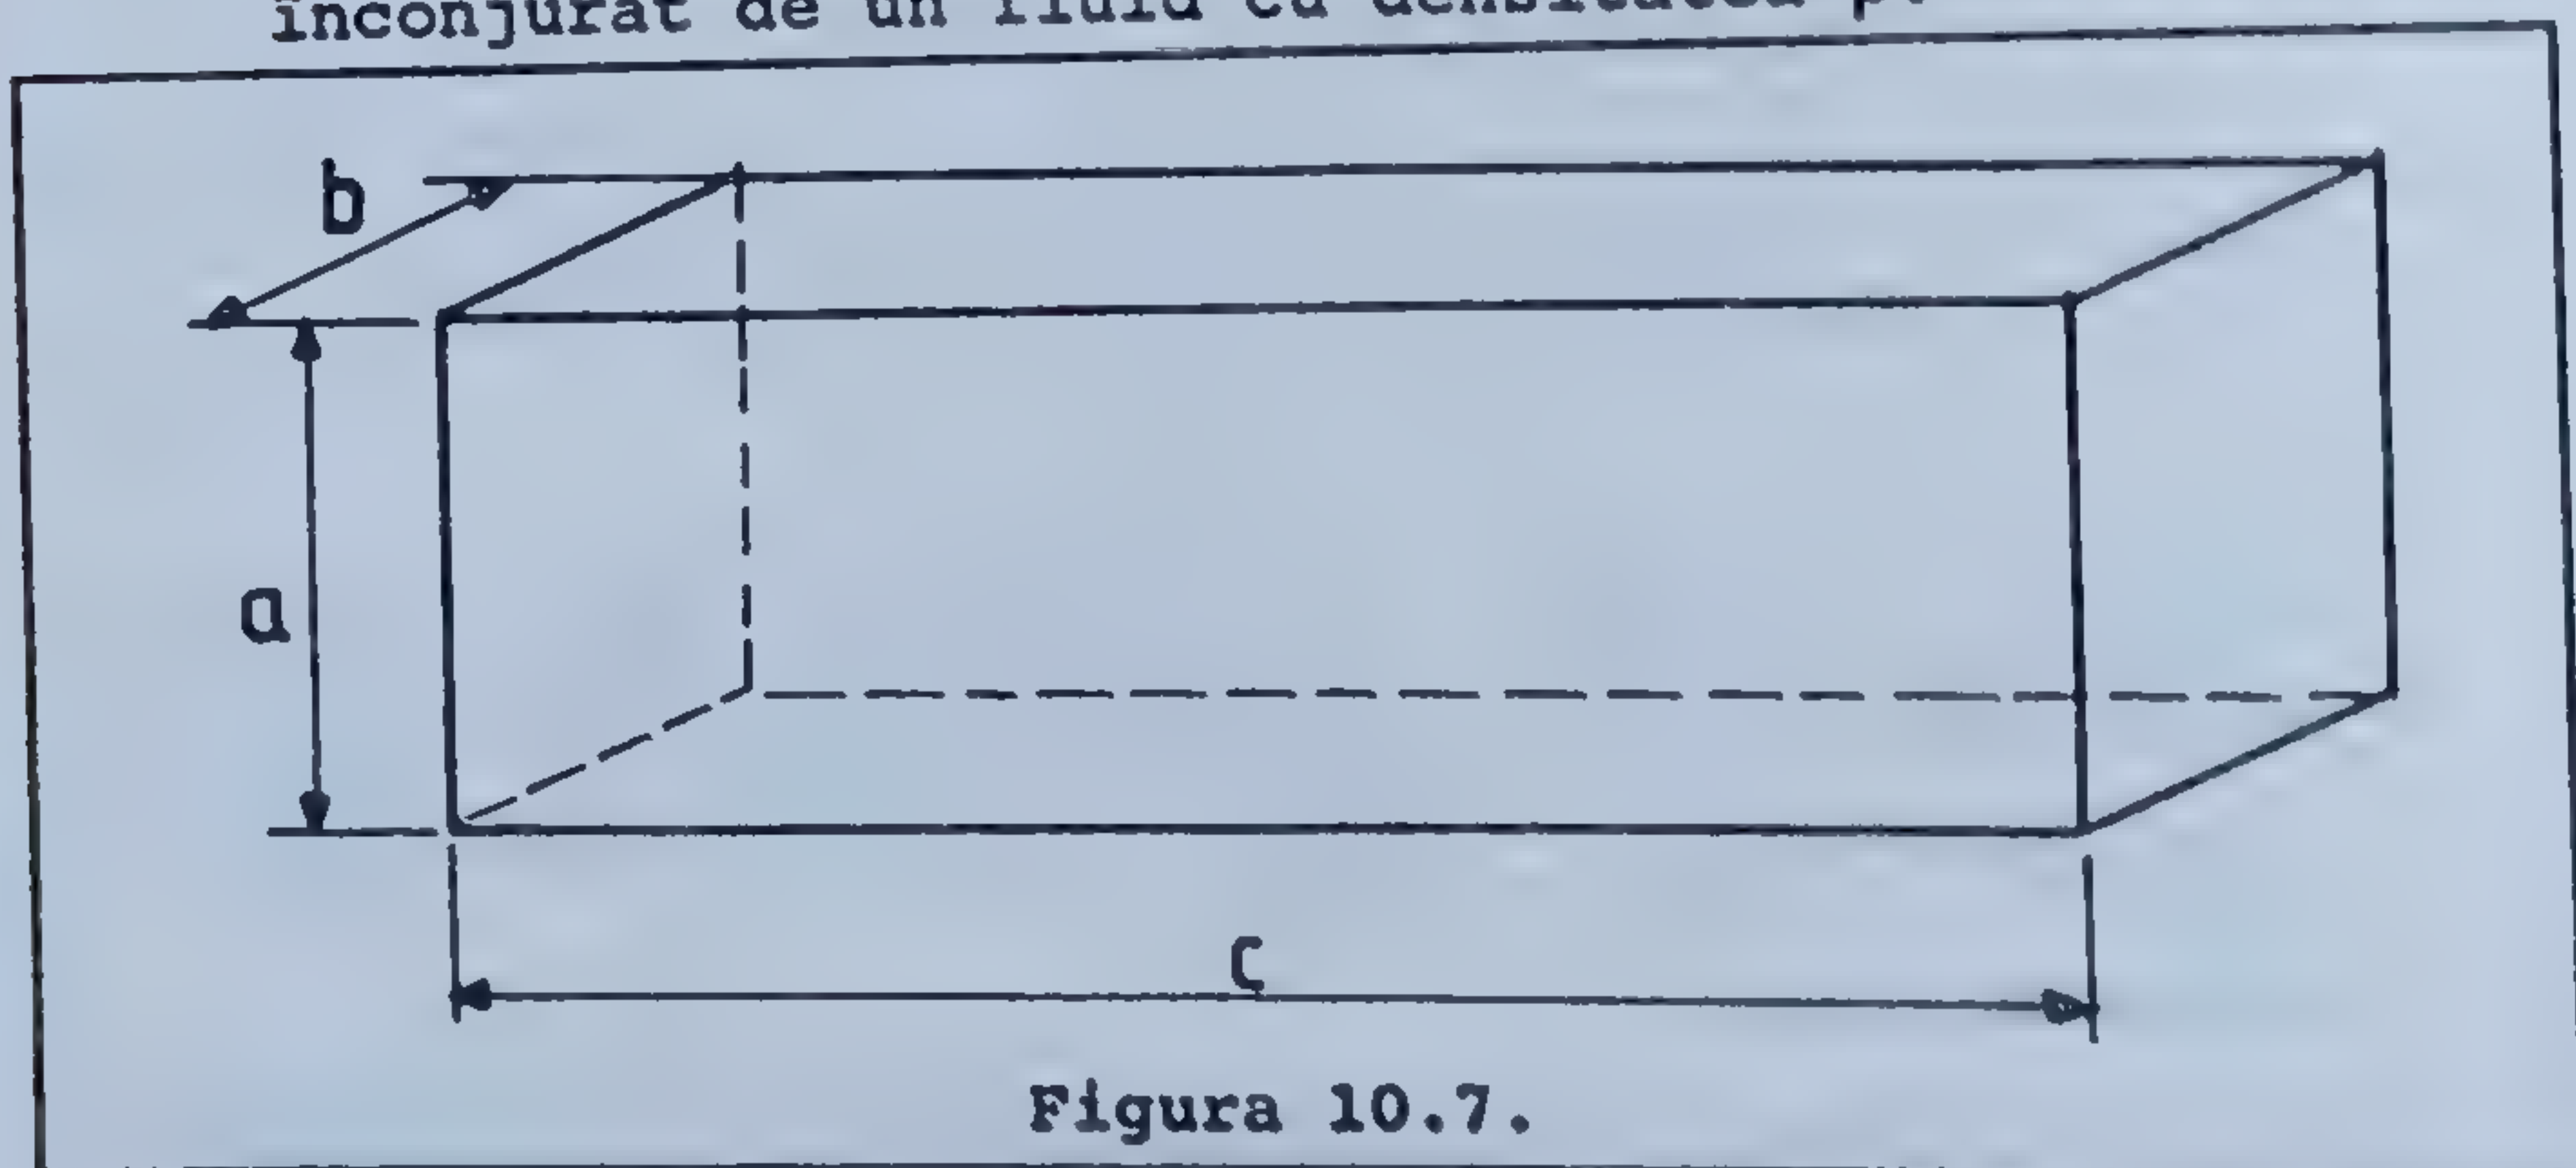 înconjurat de un fluid cu densitatea ρ.
b
a
c
Figura 10.7.